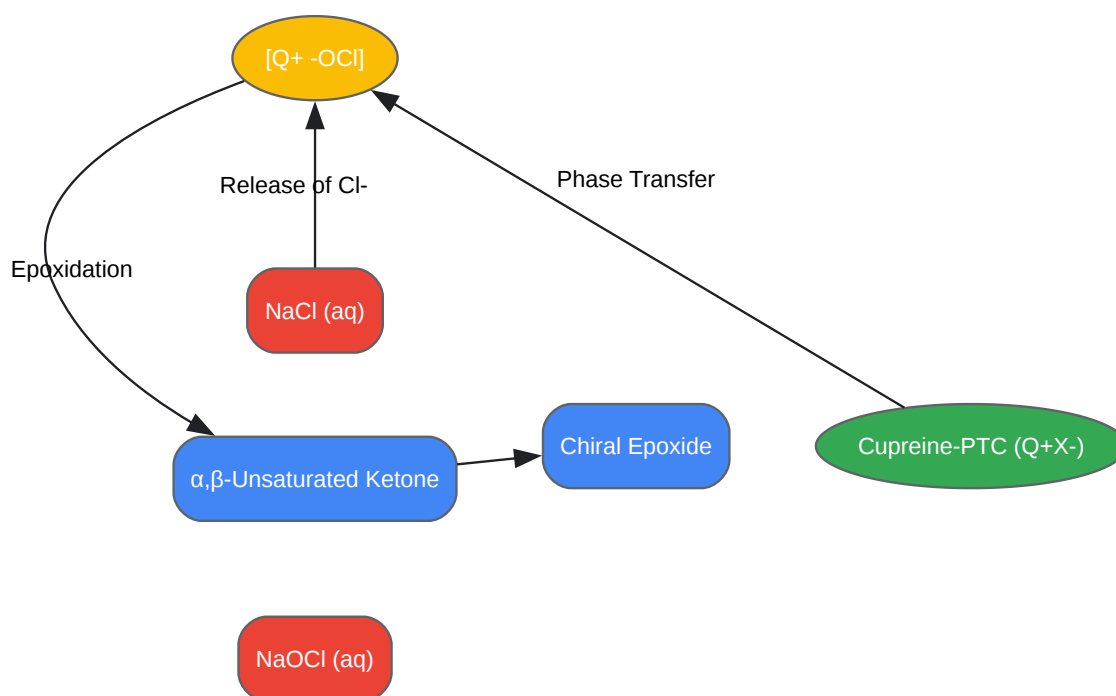 [Q+ -OCl]
Release of Cl-
Phase Transfer
Epoxidation
NaCl (aq)
Chiral Epoxide
Cupreine-PTC (Q+X-)
α,β-Unsaturated Ketone
NaOCl (aq)